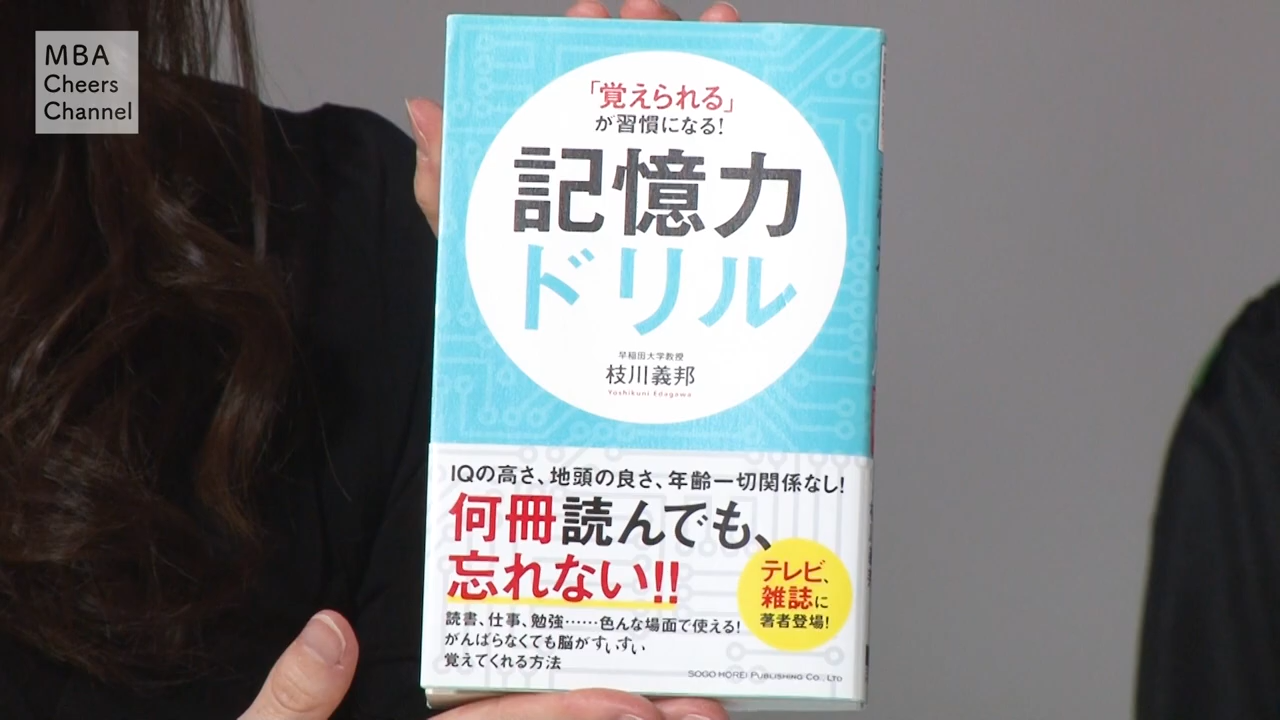 MBA
Cheers
Channel
「覚えられる」
が習慣になる!
記憶力
ドリル
早稲田大学教授
枝川義邦
Yoshikuni Edagawa
IQの高さ、地頭の良さ、年齢一切関係なし!
何冊読んでも、
忘れない!!
テレビ、
雑誌に
著者登場!
読書、仕事、勉強……色んな場面で使える!
がんばらなくても脳がすいすい
覚えてくれる方法
SOGO HOREI PUBLISHING CO., LTD